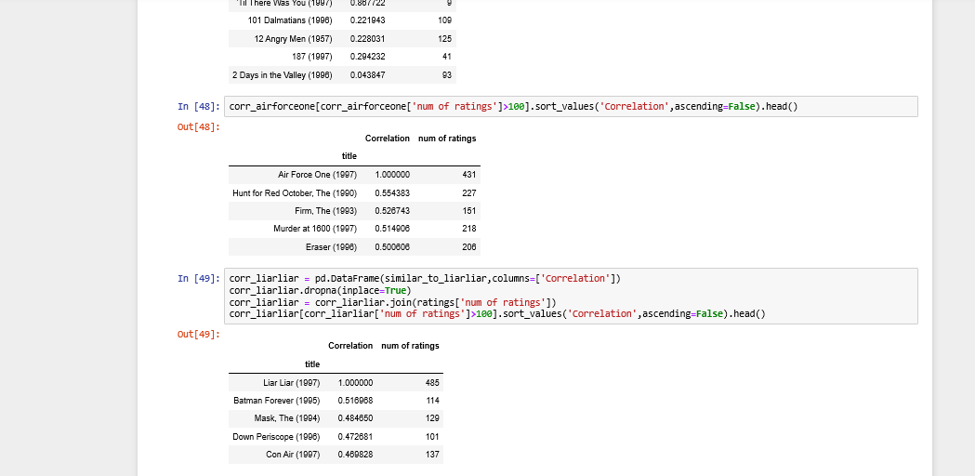 'Til There Was You (1997) 0.867722 9
101 Dalmatians (1996) 0.221943 109
12 Angry Men (1957) 0.228031 125
187 (1997) 0.294232 41
2 Days in the Valley (1996) 0.043847 93
In [48]: corr_airforceone[corr_airforceone['num of ratings']>100].sort_values('Correlation',ascending=False).head()
Out[48]:
Correlation num of ratings
title
Air Force One (1997) 1.000000 431
Hunt for Red October, The (1990) 0.554383 227
Firm, The (1993) 0.526743 151
Murder at 1600 (1997) 0.514906 218
Eraser (1996) 0.500606 206
In [49]: corr_liarliar = pd.DataFrame(similar_to_liarliar,columns=['Correlation'])
corr_liarliar.dropna(inplace=True)
corr_liarliar = corr_liarliar.join(ratings['num of ratings'])
corr_liarliar[corr_liarliar['num of ratings']>100].sort_values('Correlation',ascending=False).head()
Out[49]:
Correlation num of ratings
title
Liar Liar (1997) 1.000000 485
Batman Forever (1995) 0.516968 114
Mask, The (1994) 0.484650 129
Down Periscope (1996) 0.472681 101
Con Air (1997) 0.469828 137